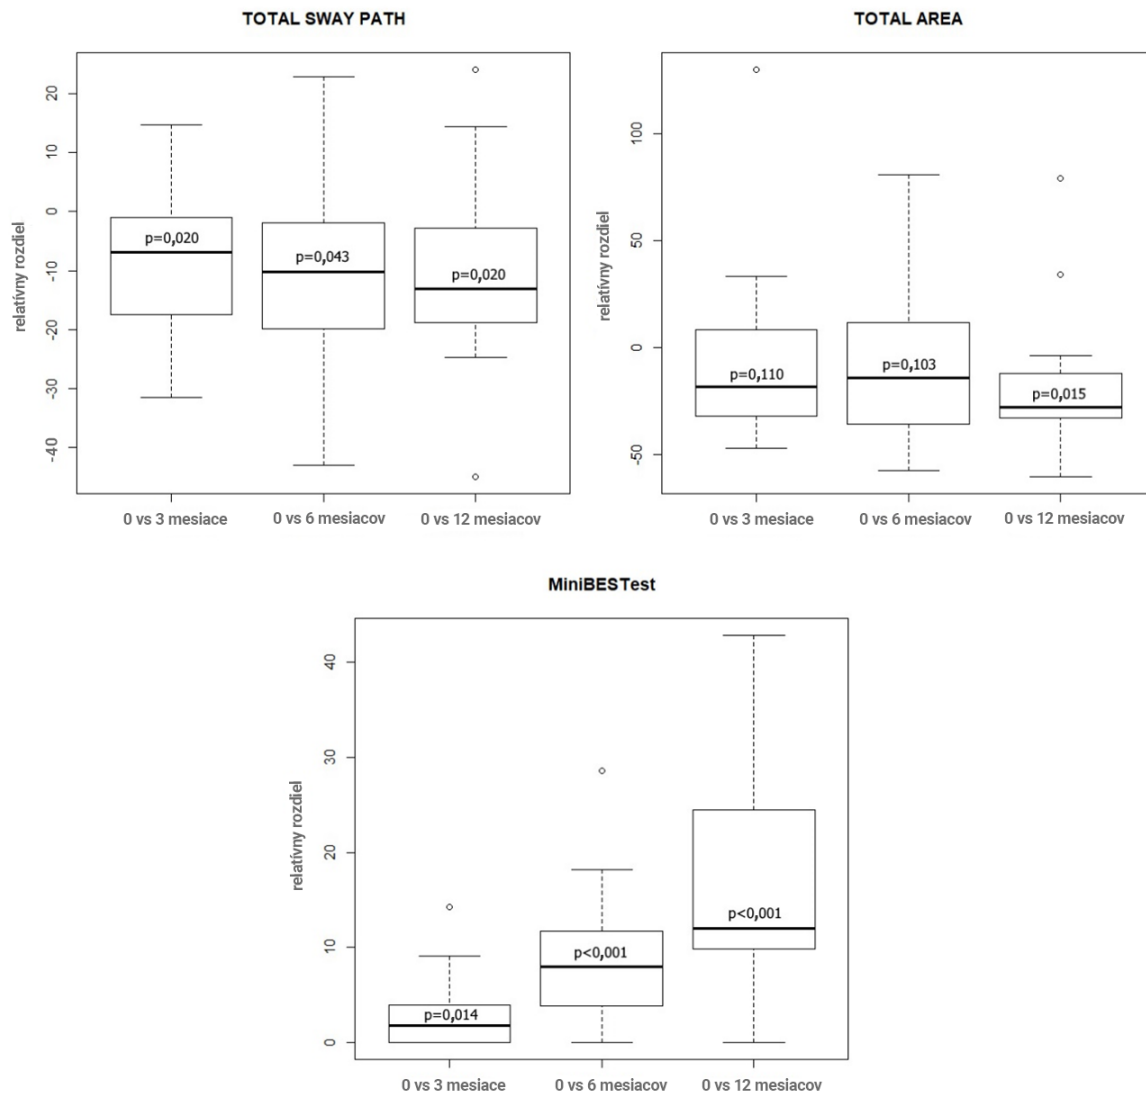 TOTAL SWAY PATH
relatívny rozdiel
20
10
0
-10
-20
-30
-40
p=0,020
p=0,043
p=0,020
0 vs 3 mesiace
0 vs 6 mesiacov
0 vs 12 mesiacov
TOTAL AREA
relatívny rozdiel
100
50
0
-50
p=0,110
p=0,103
p=0,015
0 vs 3 mesiace
0 vs 6 mesiacov
0 vs 12 mesiacov
MiniBESTest
relatívny rozdiel
40
30
20
10
0
p=0,014
p<0,001
p<0,001
0 vs 3 mesiace
0 vs 6 mesiacov
0 vs 12 mesiacov